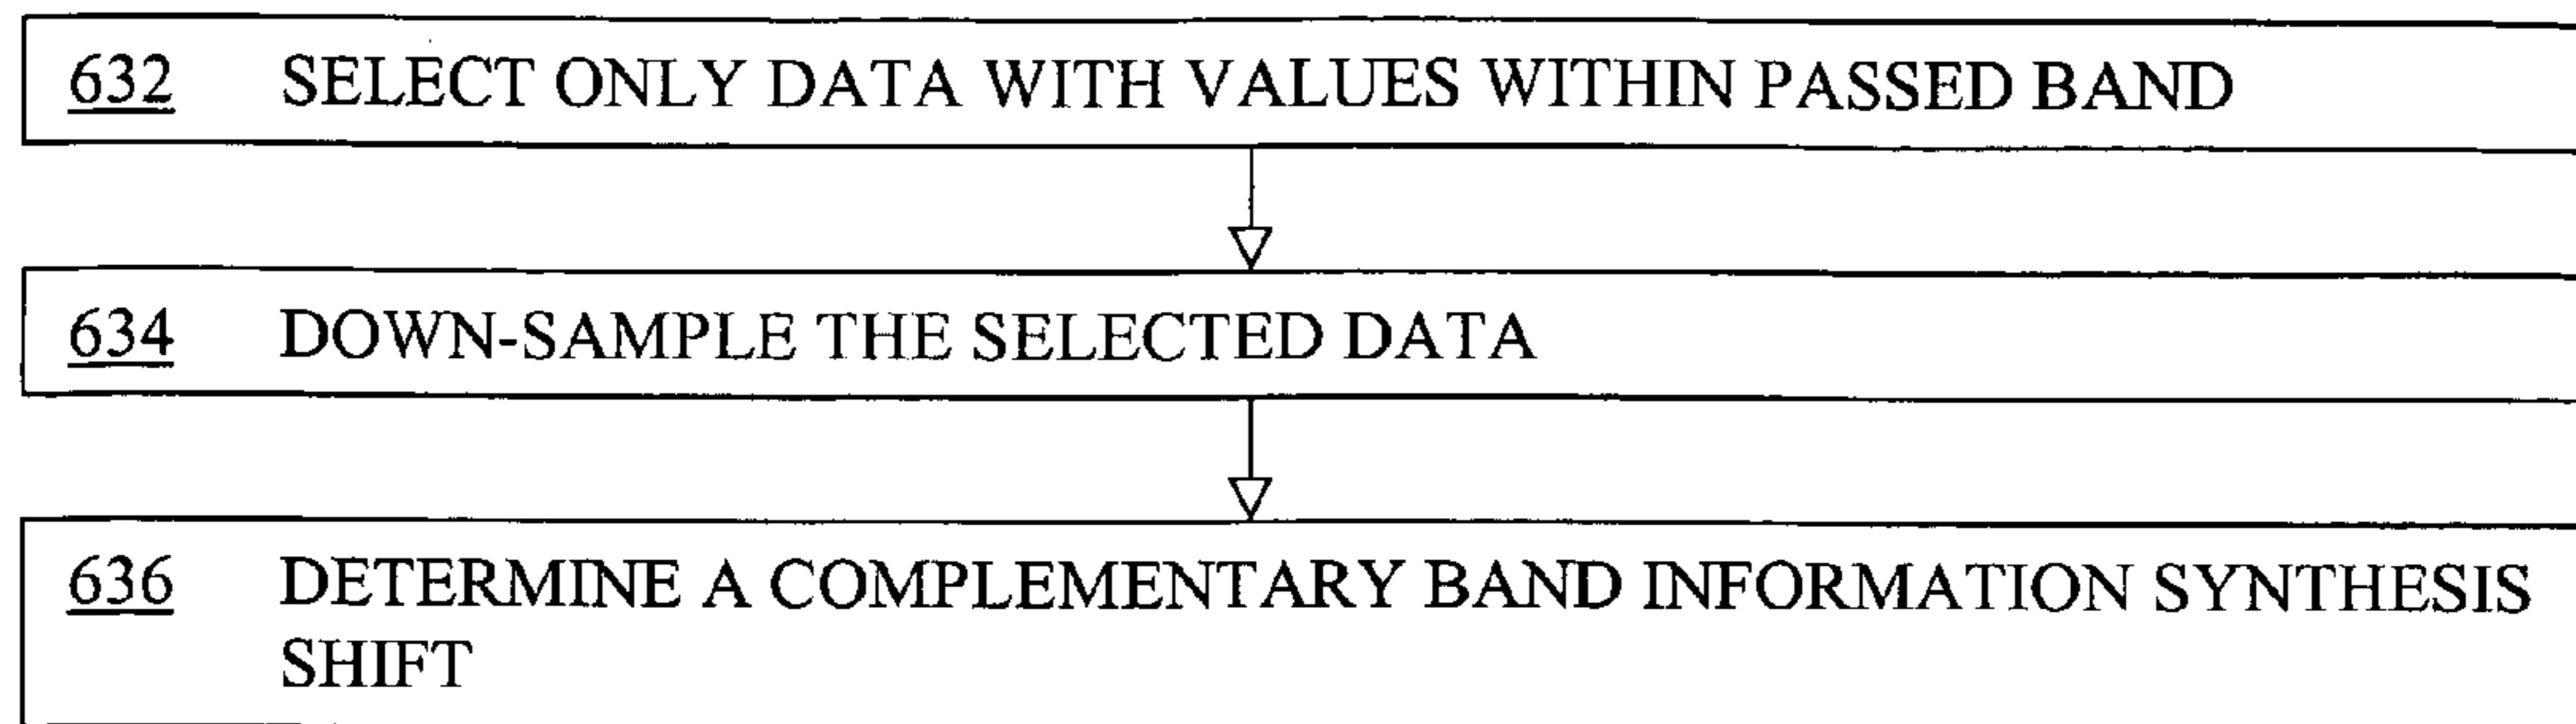 632 SELECT ONLY DATA WITH VALUES WITHIN PASSED BAND
634 DOWN-SAMPLE THE SELECTED DATA
636 DETERMINE A COMPLEMENTARY BAND INFORMATION SYNTHESIS
SHIFT